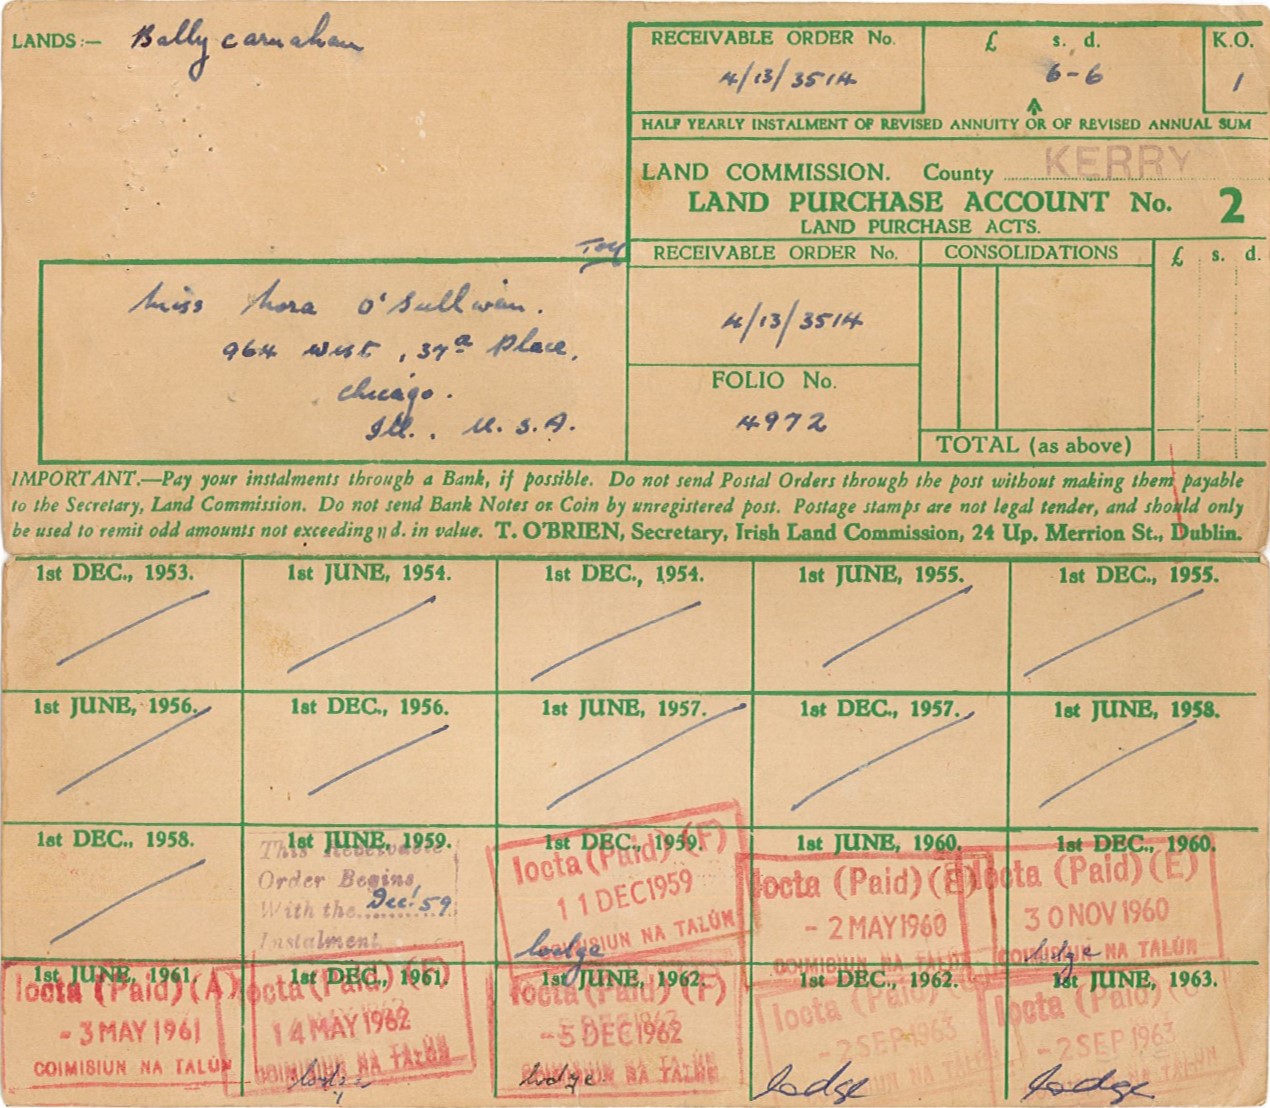 LANDS :— Bally carnahan
RECEIVABLE ORDER No.
4/13/3514
£ s. d.
6-6
K.O.
1
HALF YEARLY INSTALMENT OF REVISED ANNUITY OR OF REVISED ANNUAL SUM
LAND COMMISSION. County KERRY
LAND PURCHASE ACCOUNT No. 2
LAND PURCHASE ACTS.
Miss Nora O'Sullivan.
964 West, 37th Place,
Chicago.
Ill., U.S.A.
RECEIVABLE ORDER No.
4/13/3514
FOLIO No.
4972
CONSOLIDATIONS
£ s. d.
TOTAL (as above)
IMPORTANT.—Pay your instalments through a Bank, if possible. Do not send Postal Orders through the post without making them payable
to the Secretary, Land Commission. Do not send Bank Notes or Coin by unregistered post. Postage stamps are not legal tender, and should only
be used to remit odd amounts not exceeding 11d. in value. T. O'BRIEN, Secretary, Irish Land Commission, 24 Up. Merrion St., Dublin.
1st DEC., 1953. 1st JUNE, 1954. 1st DEC., 1954. 1st JUNE, 1955. 1st DEC., 1955.
1st JUNE, 1956. 1st DEC., 1956. 1st JUNE, 1957. 1st DEC., 1957. 1st JUNE, 1958.
1st DEC., 1958. 1st JUNE, 1959. 1st DEC., 1959. 1st JUNE, 1960. 1st DEC., 1960.
This Receivable
Order Begins
With the Dec. '59
Instalment
Íocta (Paid) (F)
11 DEC 1959
COIMISIUN NA TALÚN
lodge
Íocta (Paid) (E)
- 2 MAY 1960
COIMISIUN NA TALÚN
Íocta (Paid) (E)
30 NOV 1960
COIMISIUN NA TALÚN
lodge
1st JUNE, 1961. 1st DEC., 1961. 1st JUNE, 1962. 1st DEC., 1962. 1st JUNE, 1963.
Íocta (Paid) (A)
- 3 MAY 1961
COIMISIUN NA TALÚN
Íocta (Paid)
14 MAY 1962
COIMISIUN NA TALÚN
lodge
Íocta (Paid) (F)
- 5 DEC 1962
COIMISIUN NA TALÚN
lodge
Íocta (Paid)
- 2 SEP 1963
COIMISIUN NA TALÚN
lodge
Íocta (Paid)
- 2 SEP 1963
COIMISIUN NA TALÚN
lodge